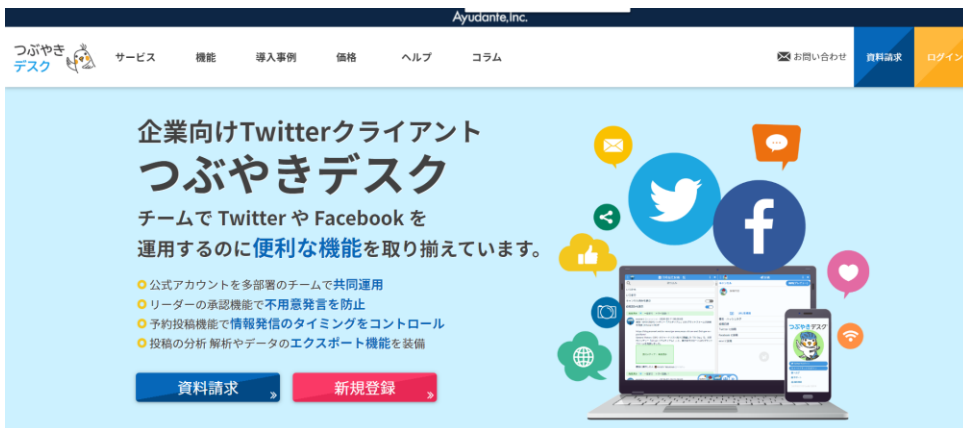 Ayudante,Inc.
つぶやき
デスク
サービス 機能 導入事例 価格 ヘルプ コラム お問い合わせ 資料請求 ログイン
企業向けTwitterクライアント
つぶやきデスク
チームで Twitter や Facebook を
運用するのに便利な機能を取り揃えています。
公式アカウントを多部署のチームで共同運用
リーダーの承認機能で不用意発言を防止
予約投稿機能で情報発信のタイミングをコントロール
投稿の分析 解析やデータのエクスポート機能を装備
資料請求 » 新規登録 »
つぶやきデスク